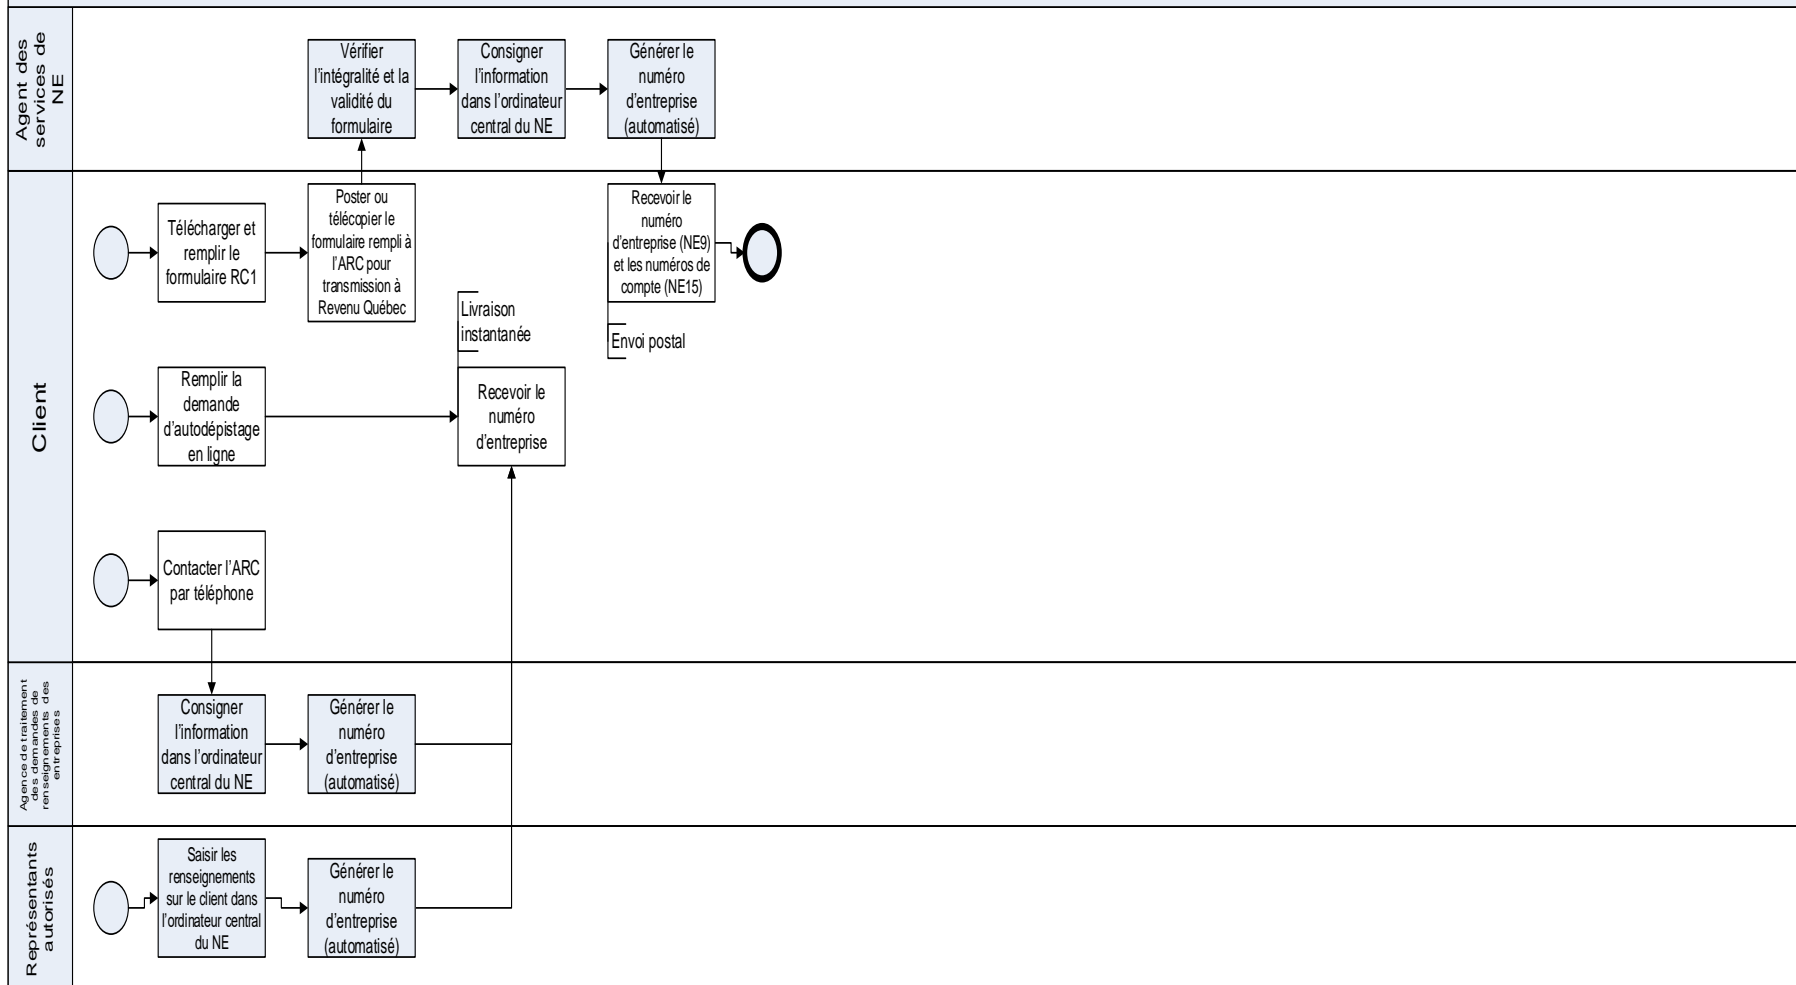 Agent des
services de
NE
Vérifier
l'intégralité et la
validité du
formulaire
Consigner
l'information
dans l'ordinateur
central du NE
Générer le
numéro
d'entreprise
(automatisé)
Client
Télécharger et
remplir le
formulaire RC1
Poster ou
télécopier le
formulaire rempli à
l'ARC pour
transmission à
Revenu Québec
Recevoir le
numéro
d'entreprise (NE9)
et les numéros de
compte (NE15)
Livraison
instantanée
Envoi postal
Remplir la
demande
d'autodépistage
en ligne
Recevoir le
numéro
d'entreprise
Contacter l'ARC
par téléphone
Agence de traitement
des demandes de
renseignements des
entreprises
Consigner
l'information
dans l'ordinateur
central du NE
Générer le
numéro
d'entreprise
(automatisé)
Représentants
autorisés
Saisir les
renseignements
sur le client dans
l'ordinateur central
du NE
Générer le
numéro
d'entreprise
(automatisé)